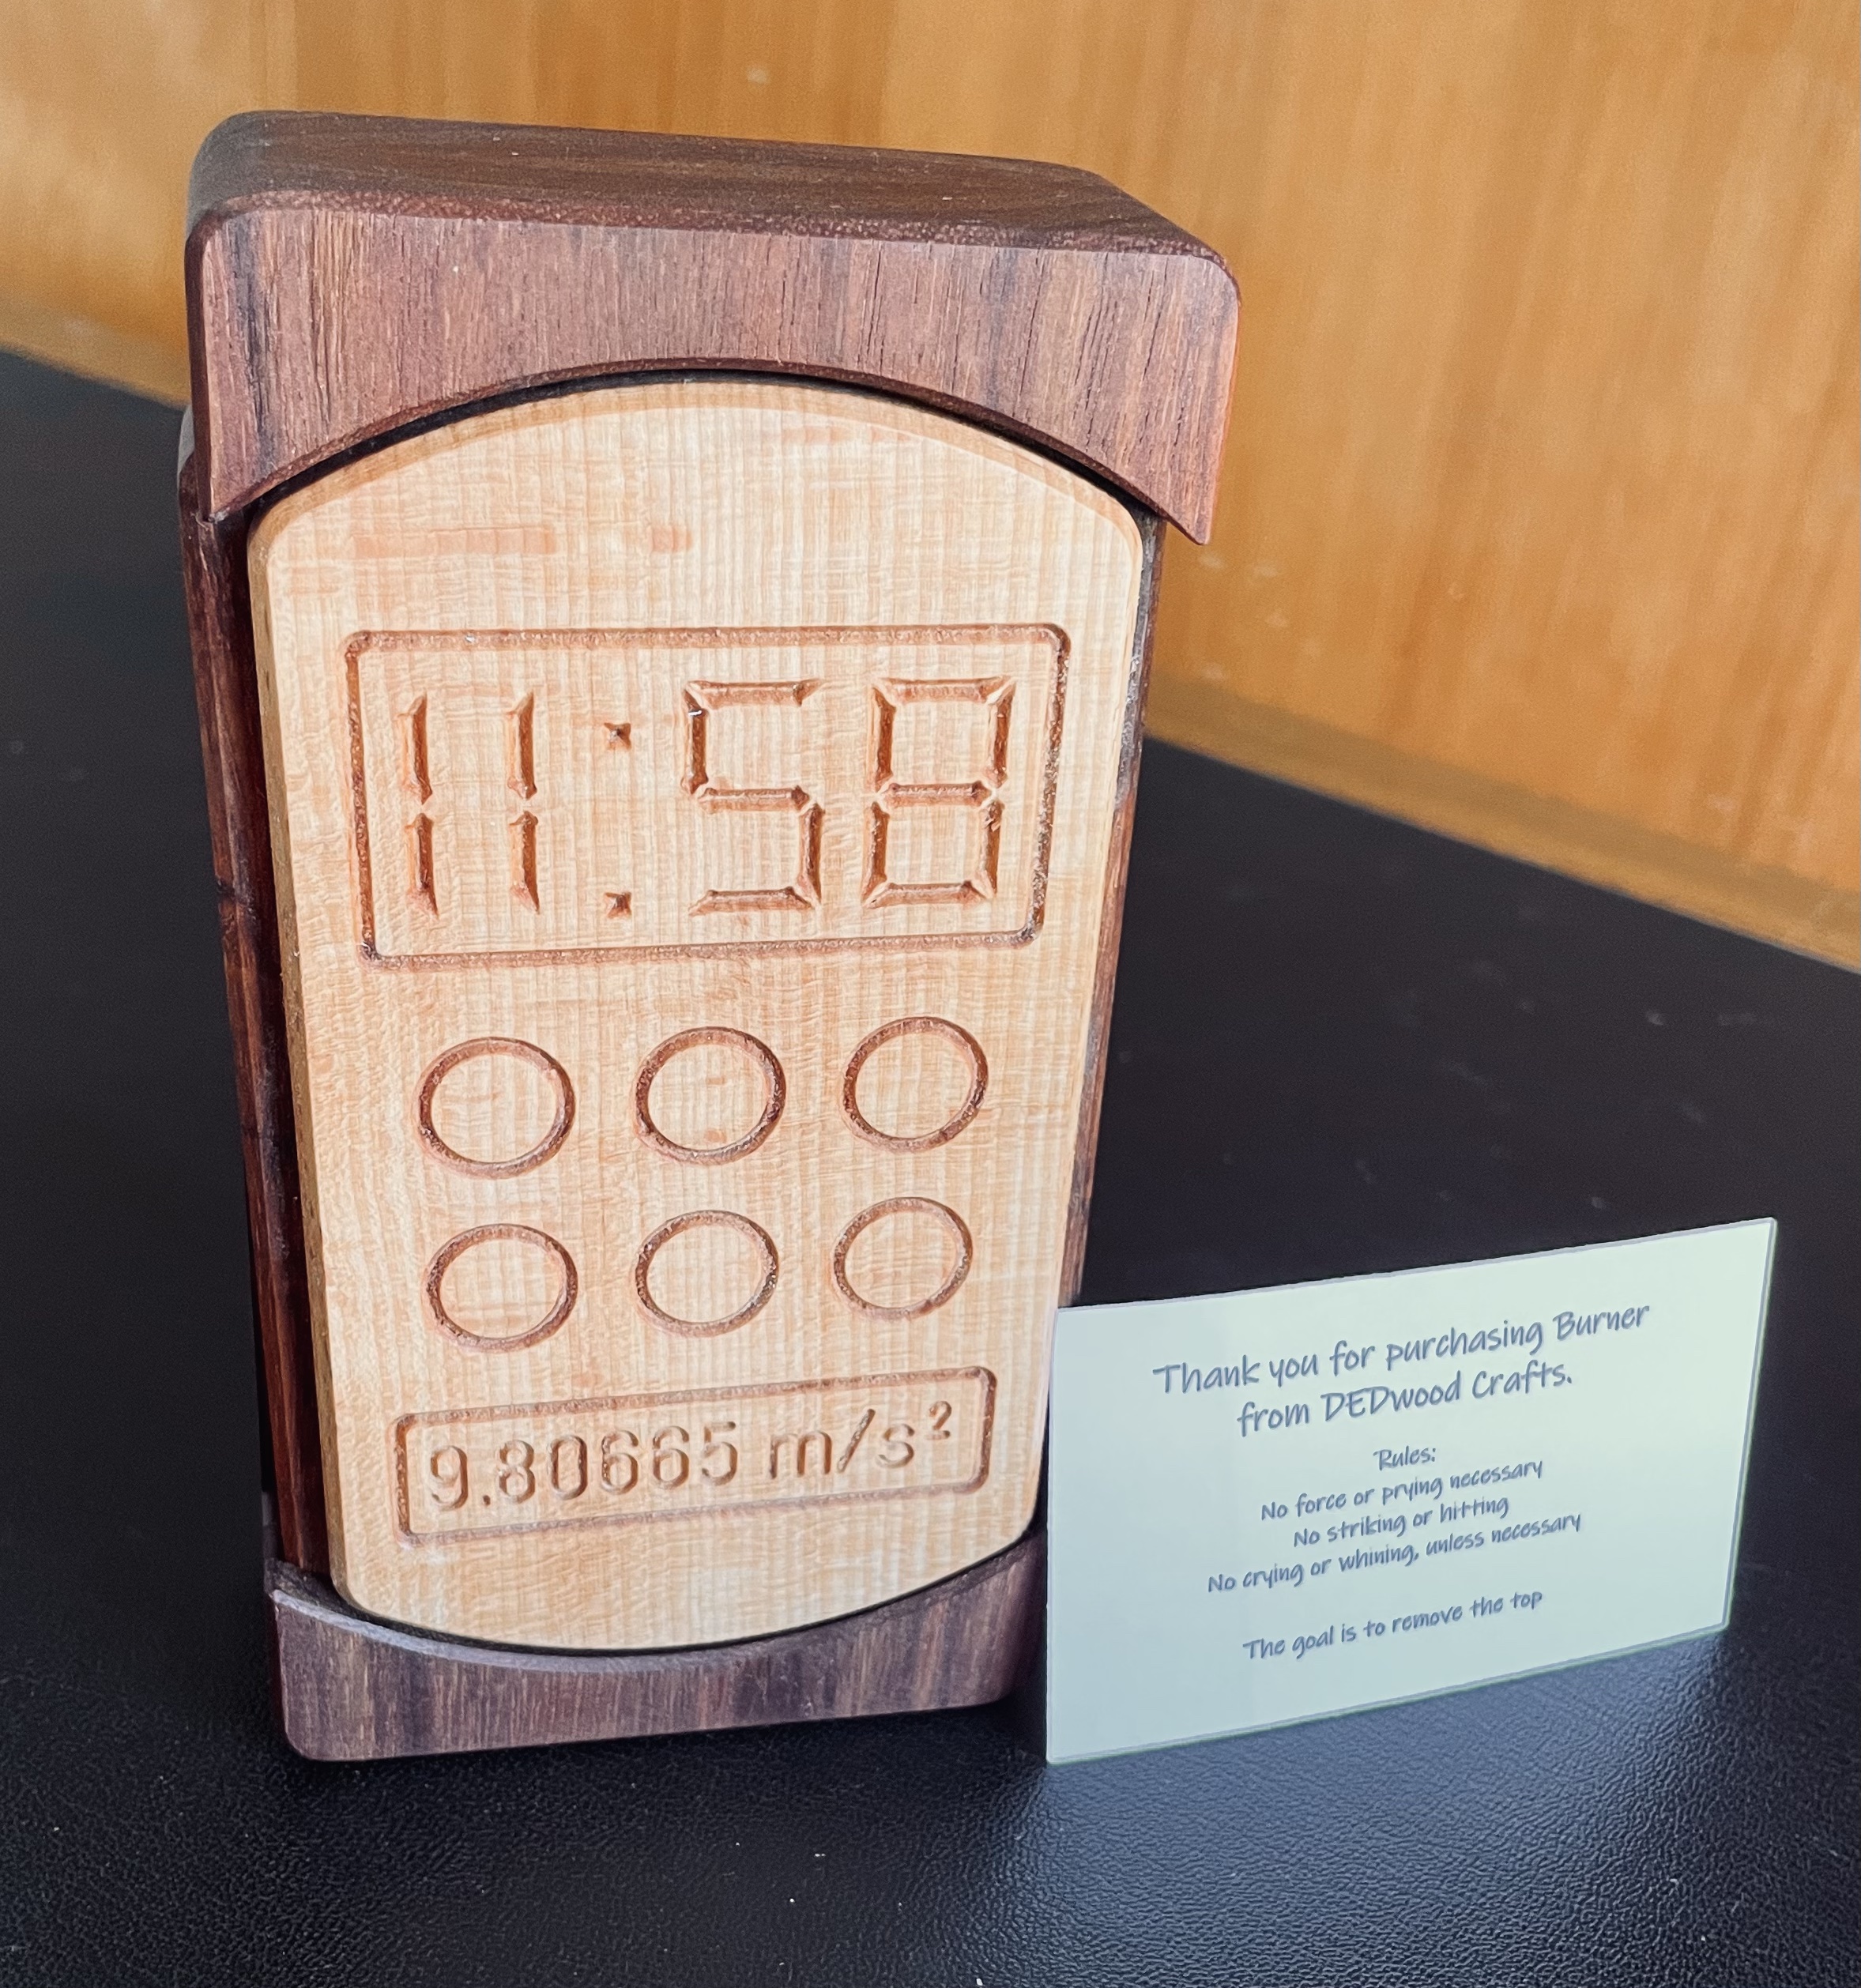 11:58
9.80665 m/s²
Thank you for purchasing Burner
from DEDwood Crafts.
Rules:
No force or prying necessary
No striking or hitting
No crying or whining, unless necessary
The goal is to remove the top